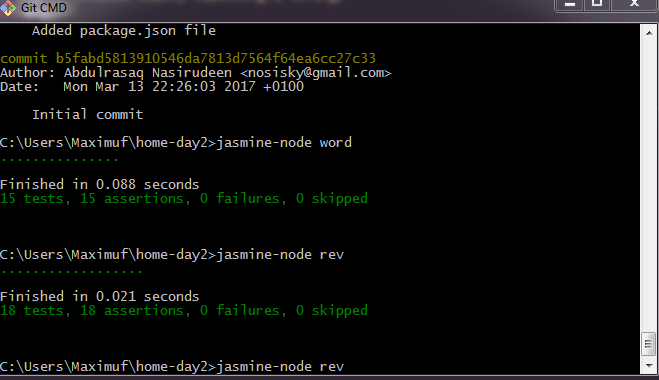 Git CMD
Added package.json file
commit b5fabd5813910546da7813d7564f64ea6cc27c33
Author: Abdulrasaq Nasirudeen <nosisky@gmail.com>
Date:   Mon Mar 13 22:26:03 2017 +0100
Initial commit
C:\Users\Maximuf\home-day2>jasmine-node word
...............
Finished in 0.088 seconds
15 tests, 15 assertions, 0 failures, 0 skipped
C:\Users\Maximuf\home-day2>jasmine-node rev
..................
Finished in 0.021 seconds
18 tests, 18 assertions, 0 failures, 0 skipped
C:\Users\Maximuf\home-day2>jasmine-node rev